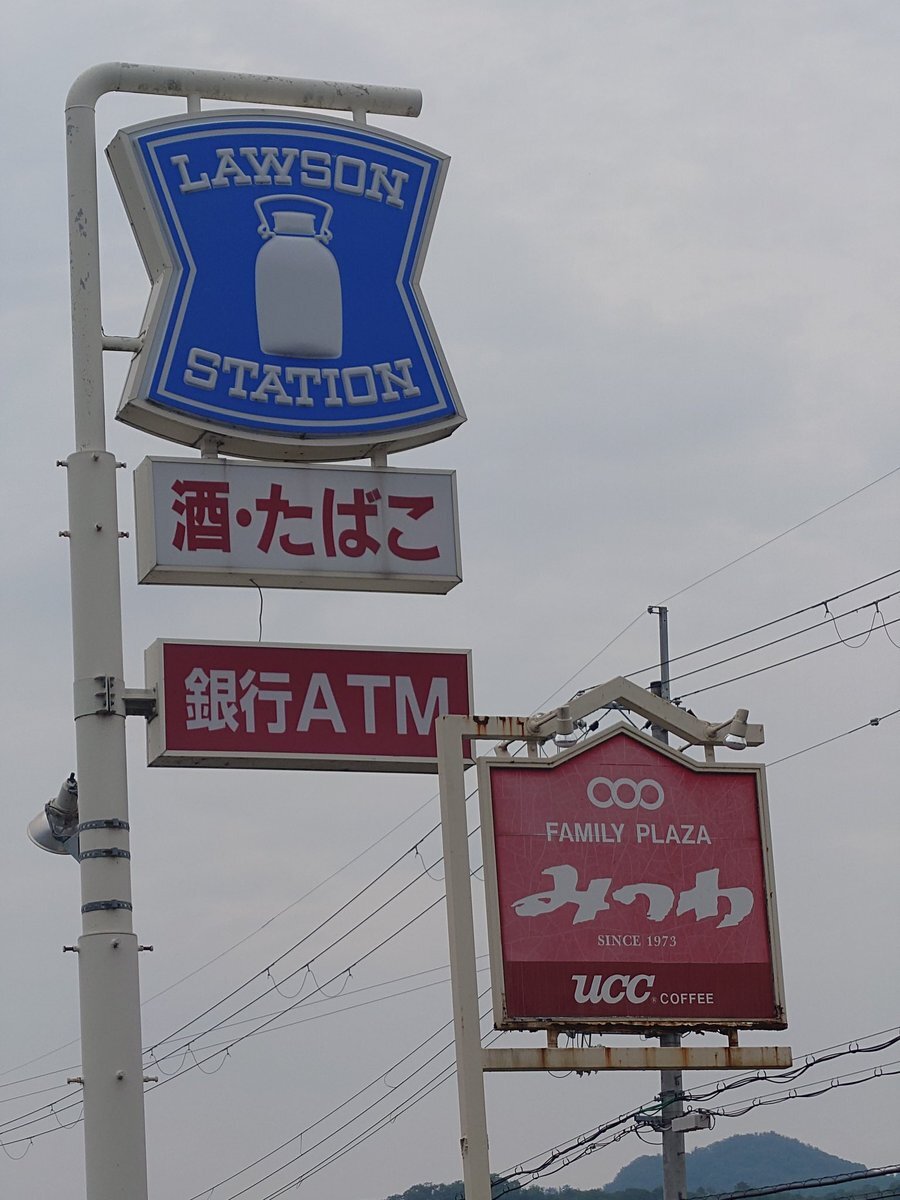 LAWSON
STATION
酒・たばこ
銀行ATM
FAMILY PLAZA
みつわ
SINCE 1973
UCC® COFFEE